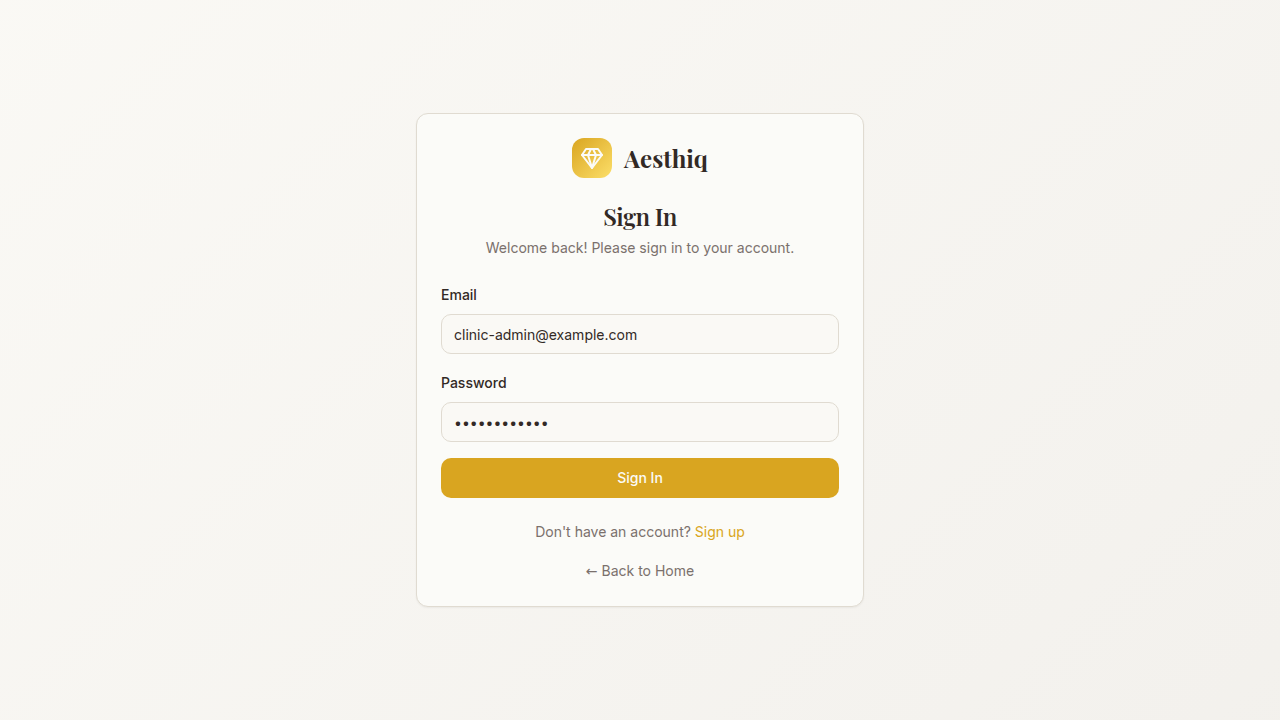 Aesthiq
Sign In
Welcome back! Please sign in to your account.
Email
clinic-admin@example.com
Password
••••••••••••
Sign In
Don't have an account? Sign up
← Back to Home